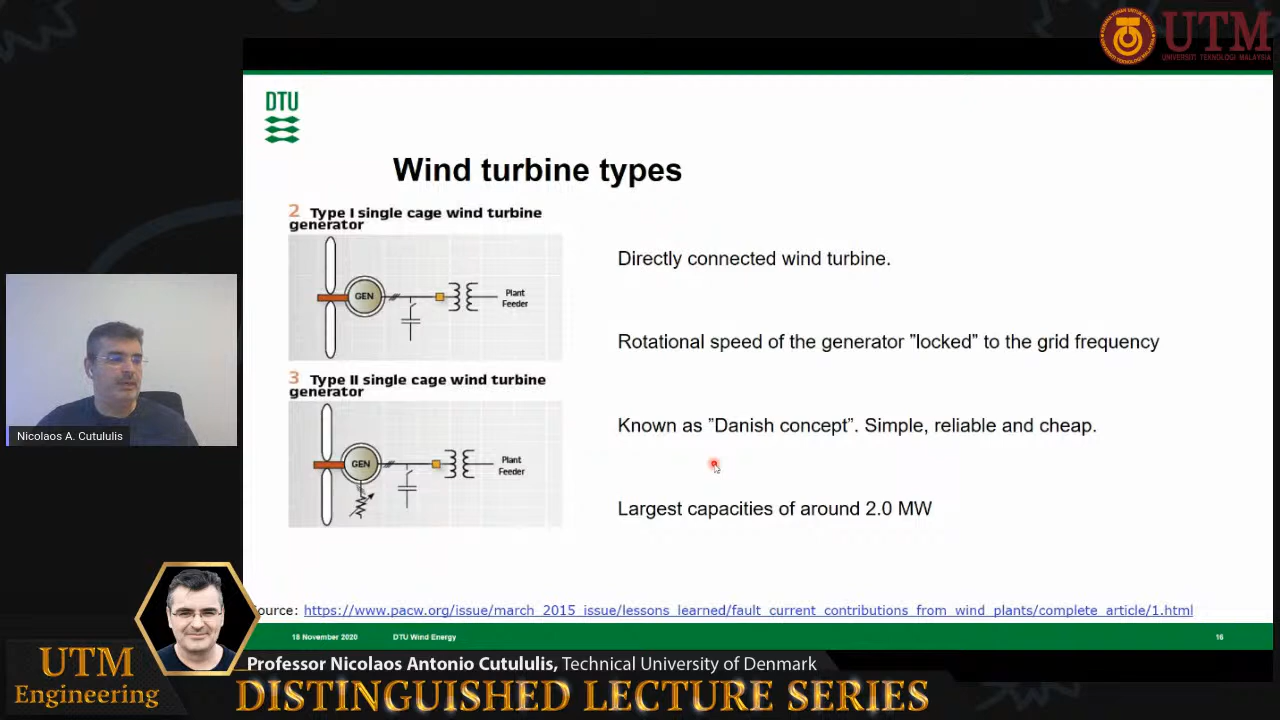 UTM
UNIVERSITI TEKNOLOGI MALAYSIA
DTU
Wind turbine types
2 Type I single cage wind turbine
generator
GEN
Plant
Feeder
Directly connected wind turbine.
Rotational speed of the generator ”locked” to the grid frequency
3 Type II single cage wind turbine
generator
GEN
Plant
Feeder
Known as ”Danish concept”. Simple, reliable and cheap.
Largest capacities of around 2.0 MW
Nicolaos A. Cutululis
ource: https://www.pacw.org/issue/march_2015_issue/lessons_learned/fault_current_contributions_from_wind_plants/complete_article/1.html
18 November 2020 DTU Wind Energy 16
UTM
Engineering
Professor Nicolaos Antonio Cutululis, Technical University of Denmark
DISTINGUISHED LECTURE SERIES